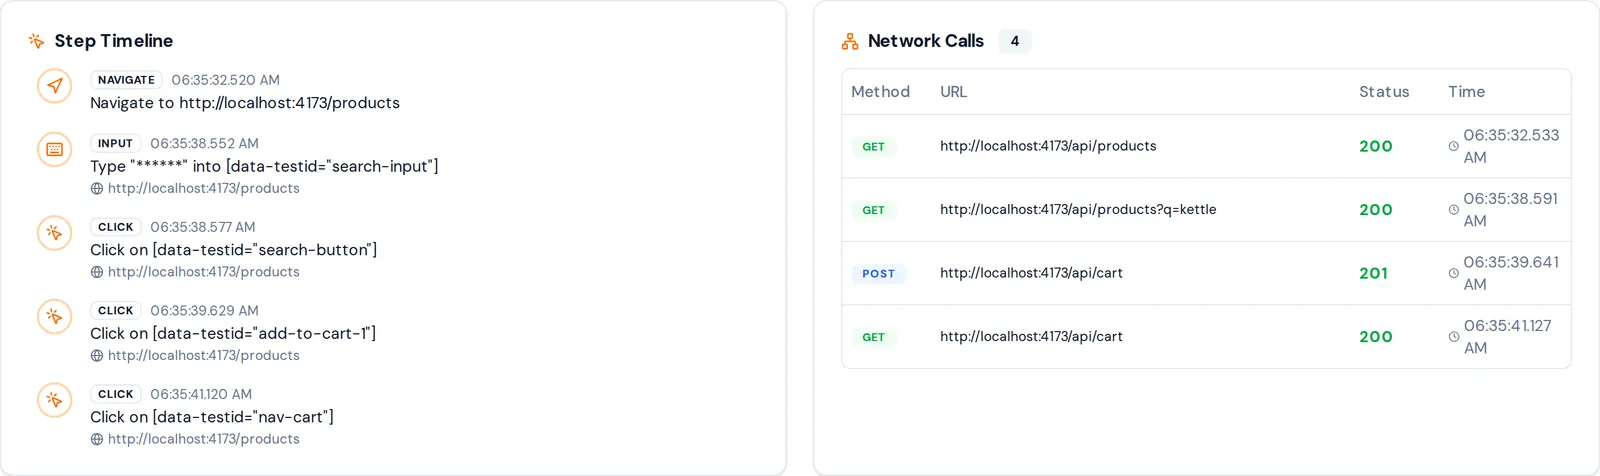 Step Timeline
NAVIGATE 06:35:32.520 AM
Navigate to http://localhost:4173/products
INPUT 06:35:38.552 AM
Type "******" into [data-testid="search-input"]
http://localhost:4173/products
CLICK 06:35:38.577 AM
Click on [data-testid="search-button"]
http://localhost:4173/products
CLICK 06:35:39.629 AM
Click on [data-testid="add-to-cart-1"]
http://localhost:4173/products
CLICK 06:35:41.120 AM
Click on [data-testid="nav-cart"]
http://localhost:4173/products
Network Calls 4
Method URL Status Time
GET http://localhost:4173/api/products 200 06:35:32.533
AM
GET http://localhost:4173/api/products?q=kettle 200 06:35:38.591
AM
POST http://localhost:4173/api/cart 201 06:35:39.641
AM
GET http://localhost:4173/api/cart 200 06:35:41.127
AM